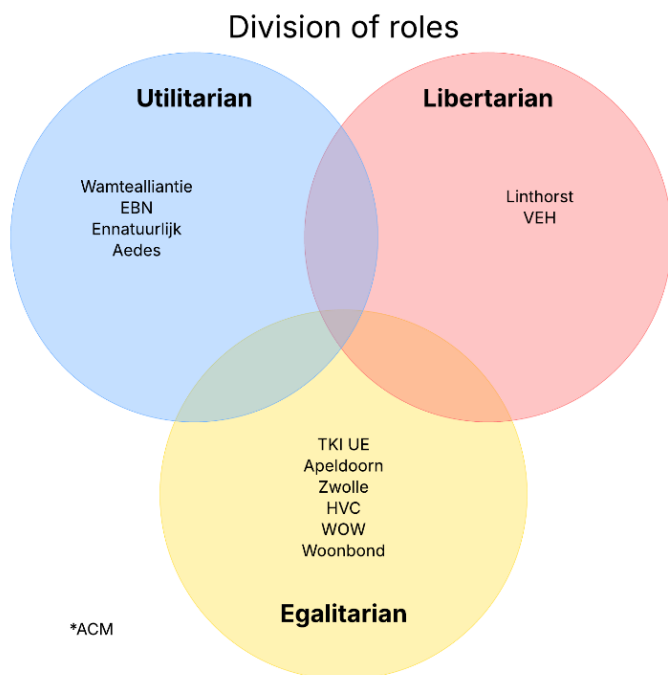 Division of roles
Utilitarian
Libertarian
Wamtealliantie
EBN
Ennatuurlijk
Aedes
Linthorst
VEH
TKI UE
Apeldoorn
Zwolle
HVC
WOW
Woonbond
Egalitarian
*ACM